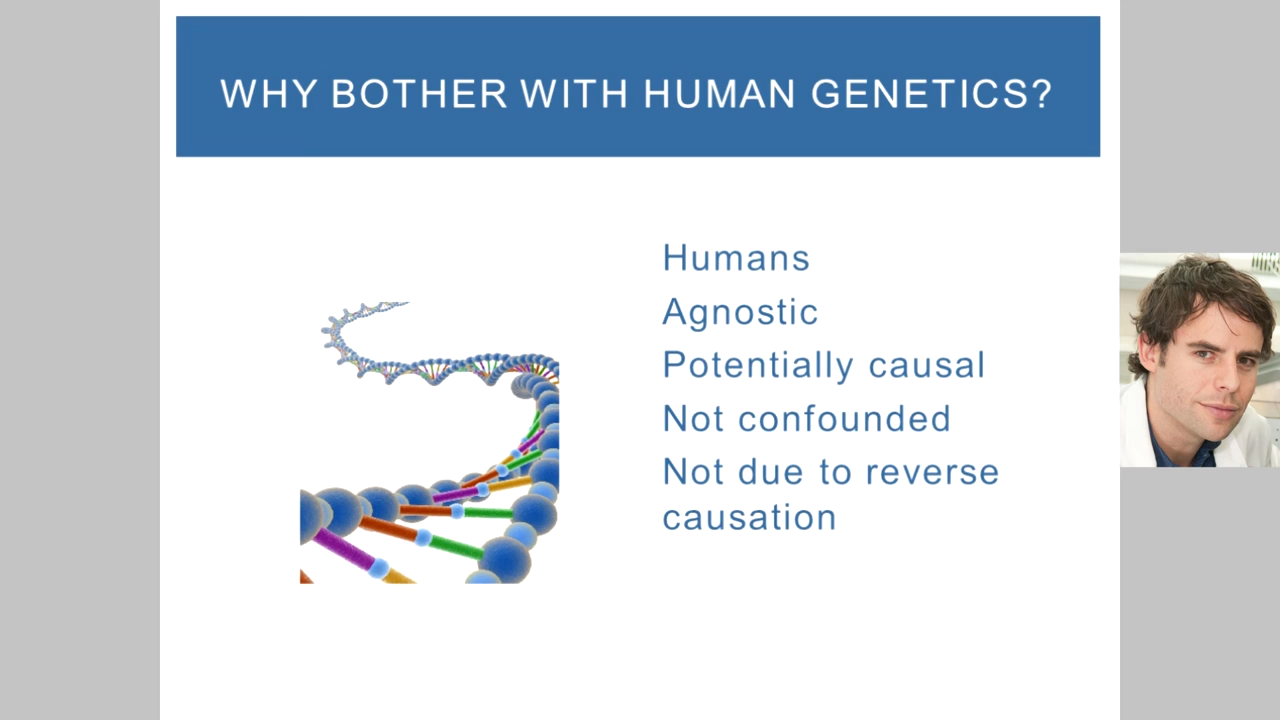 WHY BOTHER WITH HUMAN GENETICS?
Humans
Agnostic
Potentially causal
Not confounded
Not due to reverse
causation